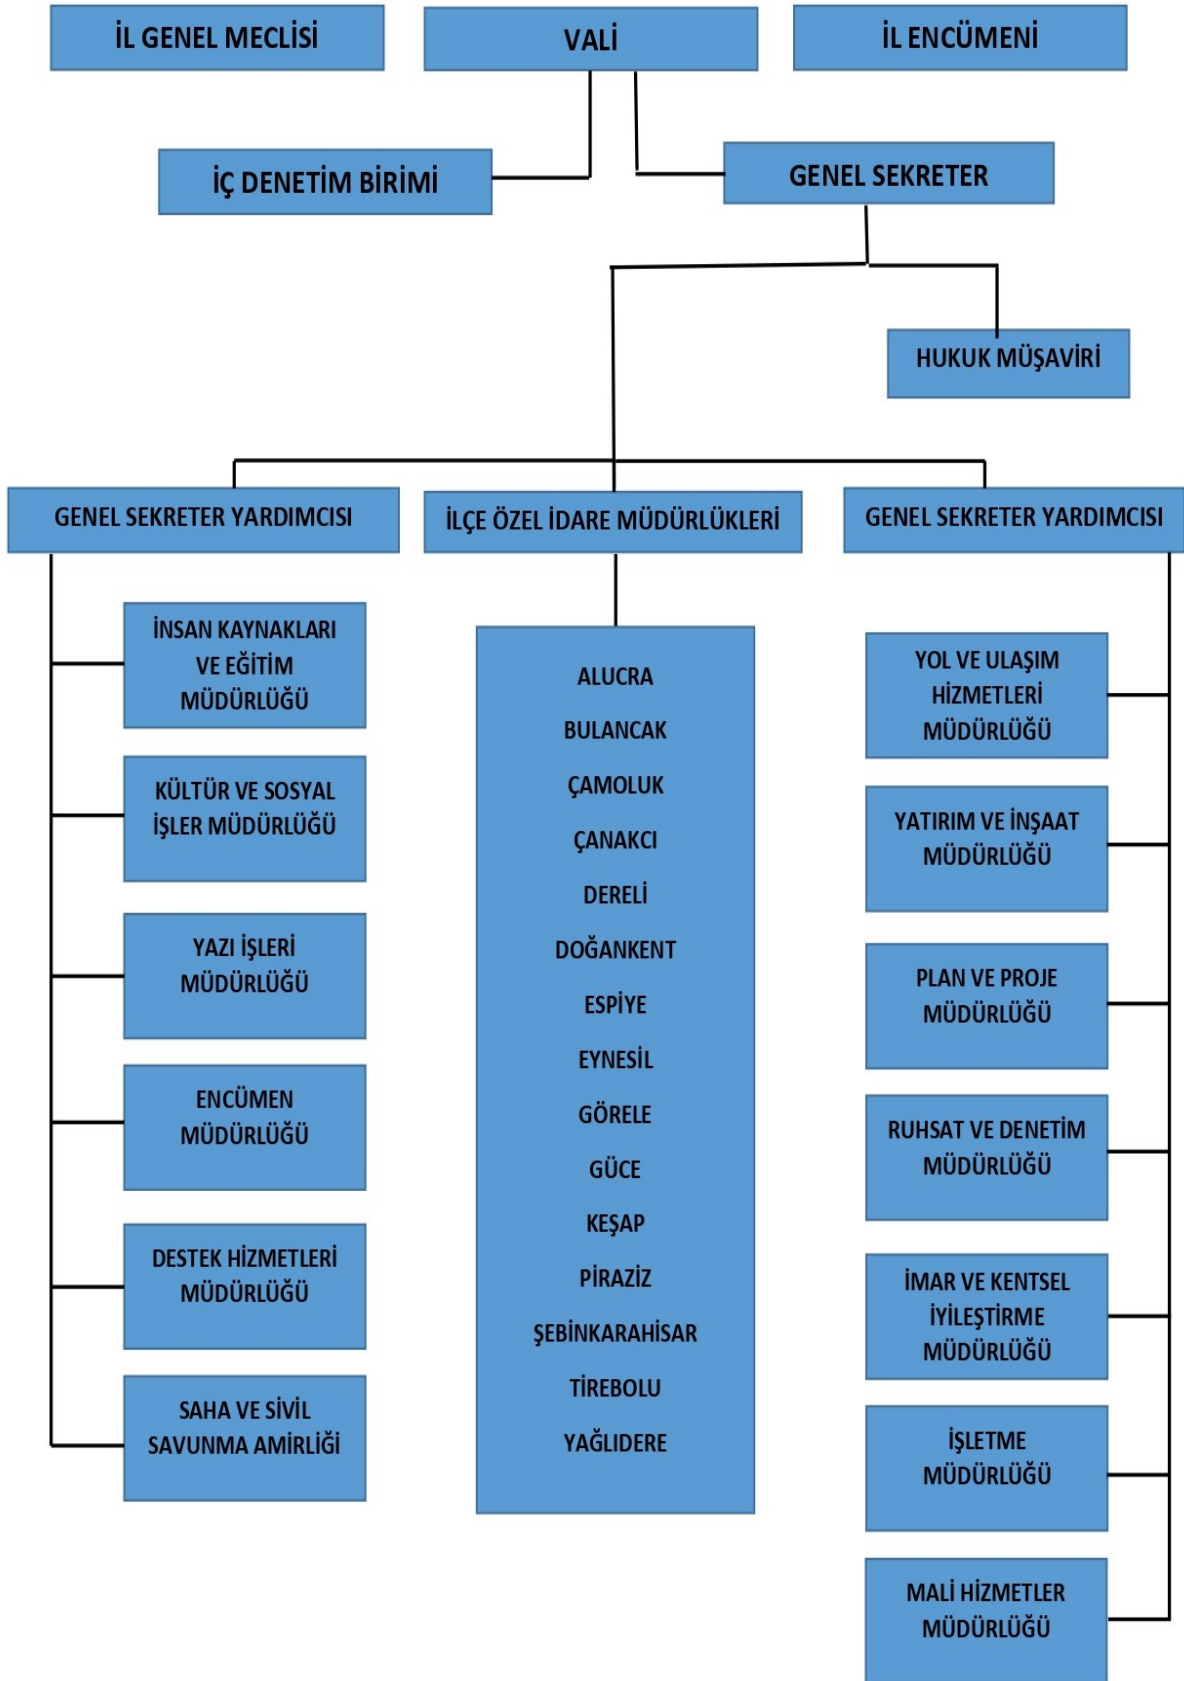 İL GENEL MECLİSİ
VALİ
İL ENCÜMENİ
İÇ DENETİM BİRİMİ
GENEL SEKRETER
HUKUK MÜŞAVİRİ
GENEL SEKRETER YARDIMCISI
İLÇE ÖZEL İDARE MÜDÜRLÜKLERİ
GENEL SEKRETER YARDIMCISI
İNSAN KAYNAKLARI
VE EĞİTİM
MÜDÜRLÜĞÜ
KÜLTÜR VE SOSYAL
İŞLER MÜDÜRLÜĞÜ
YAZI İŞLERİ
MÜDÜRLÜĞÜ
ENCÜMEN
MÜDÜRLÜĞÜ
DESTEK HİZMETLERİ
MÜDÜRLÜĞÜ
SAHA VE SİVİL
SAVUNMA AMİRLİĞİ
ALUCRA
BULANCAK
ÇAMOLUK
ÇANAKCI
DERELİ
DOĞANKENT
ESPİYE
EYNESİL
GÖRELE
GÜCE
KEŞAP
PİRAZİZ
ŞEBİNKARAHİSAR
TİREBOLU
YAĞLIDERE
YOL VE ULAŞIM
HİZMETLERİ
MÜDÜRLÜĞÜ
YATIRIM VE İNŞAAT
MÜDÜRLÜĞÜ
PLAN VE PROJE
MÜDÜRLÜĞÜ
RUHSAT VE DENETİM
MÜDÜRLÜĞÜ
İMAR VE KENTSEL
İYİLEŞTİRME
MÜDÜRLÜĞÜ
İŞLETME
MÜDÜRLÜĞÜ
MALİ HİZMETLER
MÜDÜRLÜĞÜ